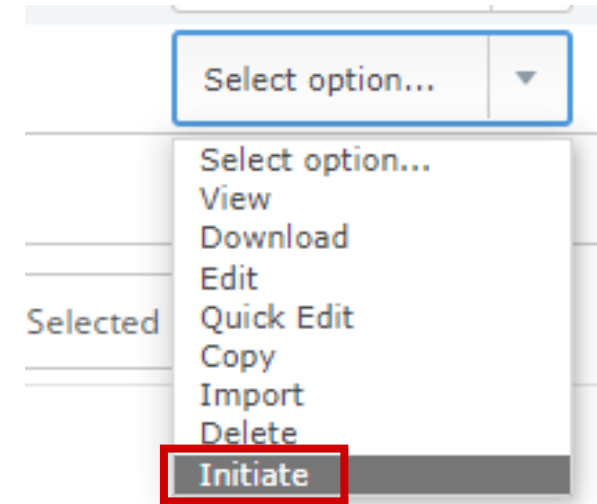 Select option...
Select option...
View
Download
Edit
Selected
Quick Edit
Copy
Import
Delete
Initiate